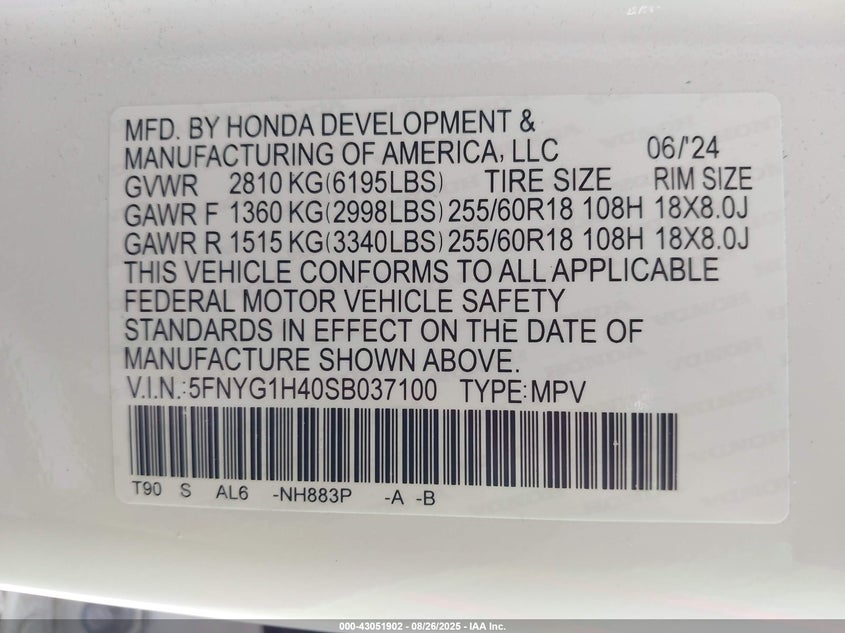 MFD. BY HONDA DEVELOPMENT &
MANUFACTURING OF AMERICA, LLC 06/'24
GVWR 2810 KG(6195LBS) TIRE SIZE RIM SIZE
GAWR F 1360 KG(2998LBS) 255/60R18 108H 18X8.0J
GAWR R 1515 KG(3340LBS) 255/60R18 108H 18X8.0J
THIS VEHICLE CONFORMS TO ALL APPLICABLE
FEDERAL MOTOR VEHICLE SAFETY
STANDARDS IN EFFECT ON THE DATE OF
MANUFACTURE SHOWN ABOVE.
V.I.N.:5FNYG1H40SB037100 TYPE:MPV
T90 S AL6 -NH883P -A -B
000-43051902 - 08/26/2025 - IAA Inc.